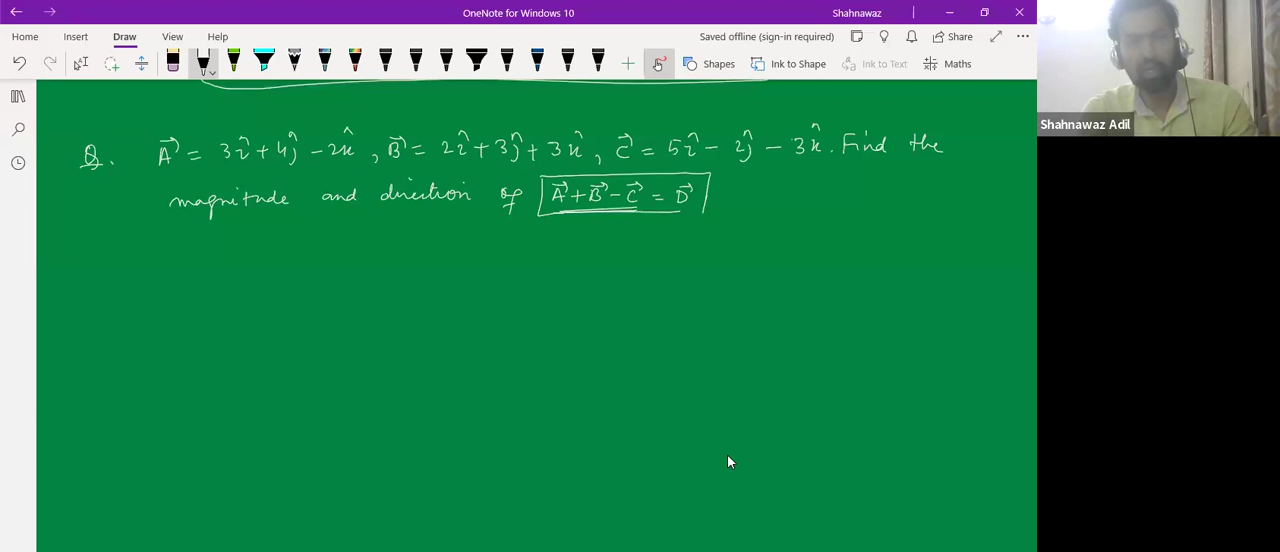 OneNote for Windows 10
Shahnawaz
Home Insert Draw View Help
Saved offline (sign-in required)
Share
Shapes
Ink to Shape
Ink to Text
Maths
Shahnawaz Adil
Q. A⃗ = 3î + 4ĵ - 2k̂, B⃗ = 2î + 3ĵ + 3k̂, C⃗ = 5î - 2ĵ - 3k̂. Find the
magnitude and direction of A⃗ + B⃗ - C⃗ = D⃗